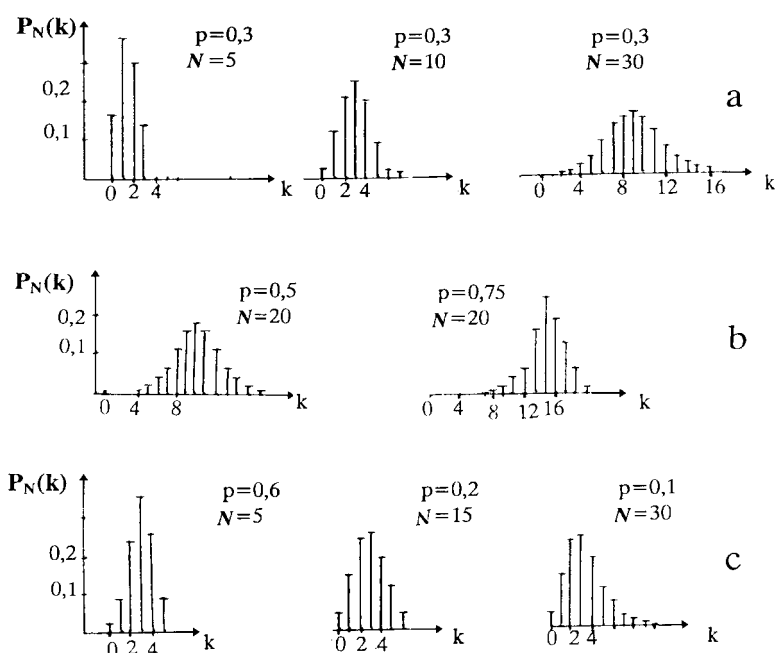 P_N(k)
p=0,3
N=5
p=0,3
N=10
p=0,3
N=30
a
0,2
0,1
0 2 4 k
0 2 4 k
0 4 8 12 16 k
P_N(k)
p=0,5
N=20
p=0,75
N=20
b
0,2
0,1
0 4 8 k
0 4 8 12 16 k
P_N(k)
p=0,6
N=5
p=0,2
N=15
p=0,1
N=30
c
0,2
0,1
0 2 4 k
0 2 4 k
0 2 4 k